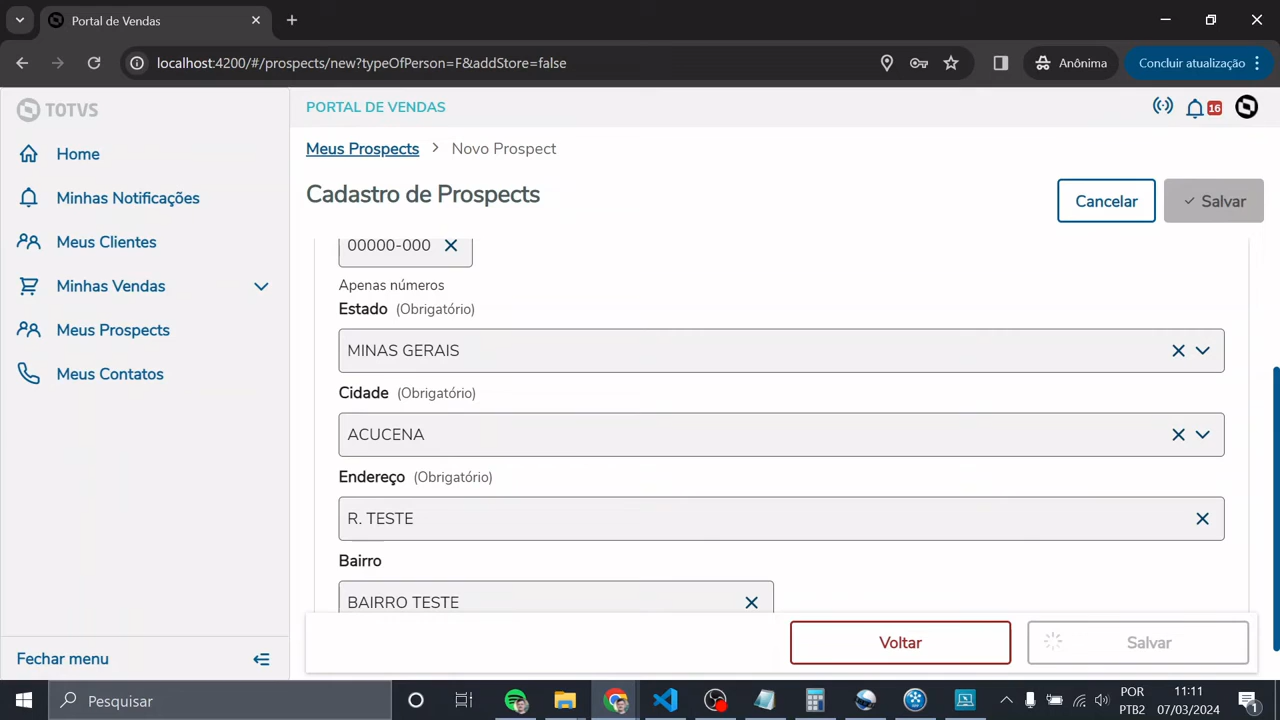 Portal de Vendas
localhost:4200/#/prospects/new?typeOfPerson=F&addStore=false
Anônima
Concluir atualização
TOTVS
PORTAL DE VENDAS
16
Home
Minhas Notificações
Meus Clientes
Minhas Vendas
Meus Prospects
Meus Contatos
Fechar menu
Meus Prospects > Novo Prospect
Cadastro de Prospects
Cancelar
Salvar
00000-000
Apenas números
Estado (Obrigatório)
MINAS GERAIS
Cidade (Obrigatório)
ACUCENA
Endereço (Obrigatório)
R. TESTE
Bairro
BAIRRO TESTE
Voltar
Salvar
Pesquisar
POR
PTB2
11:11
07/03/2024
1